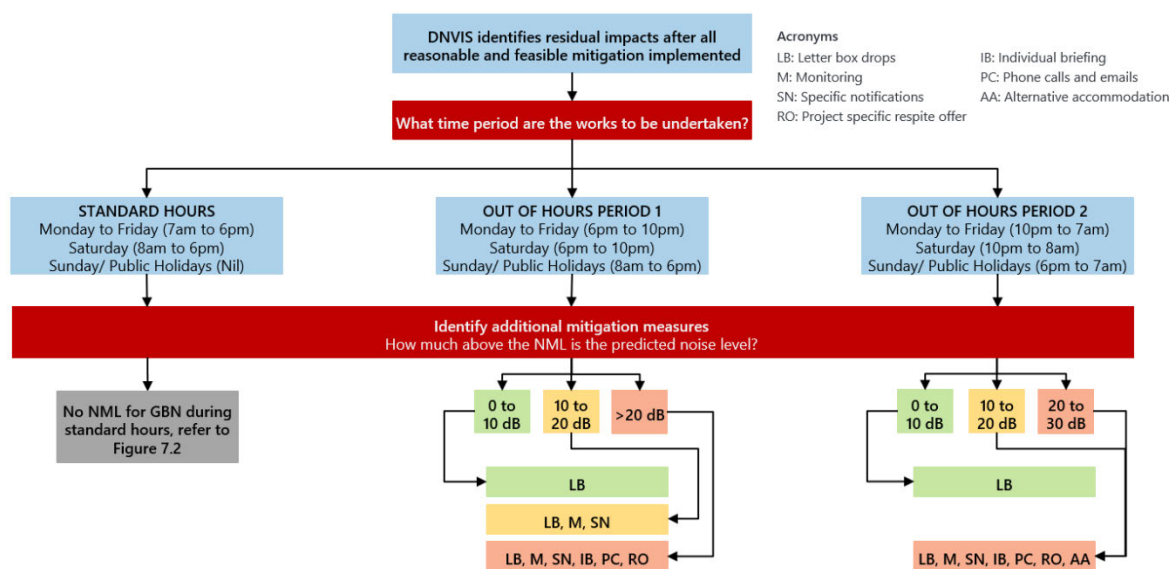 DNVIS identifies residual impacts after all
reasonable and feasible mitigation implemented
Acronyms
LB: Letter box drops
IB: Individual briefing
M: Monitoring
PC: Phone calls and emails
SN: Specific notifications
AA: Alternative accommodation
RO: Project specific respite offer
What time period are the works to be undertaken?
STANDARD HOURS
Monday to Friday (7am to 6pm)
Saturday (8am to 6pm)
Sunday/ Public Holidays (Nil)
OUT OF HOURS PERIOD 1
Monday to Friday (6pm to 10pm)
Saturday (6pm to 10pm)
Sunday/ Public Holidays (8am to 6pm)
OUT OF HOURS PERIOD 2
Monday to Friday (10pm to 7am)
Saturday (10pm to 8am)
Sunday/ Public Holidays (6pm to 7am)
Identify additional mitigation measures
How much above the NML is the predicted noise level?
No NML for GBN during
standard hours, refer to
Figure 7.2
0 to
10 dB
10 to
20 dB
>20 dB
LB
LB, M, SN
LB, M, SN, IB, PC, RO
0 to
10 dB
10 to
20 dB
20 to
30 dB
LB
LB, M, SN, IB, PC, RO, AA